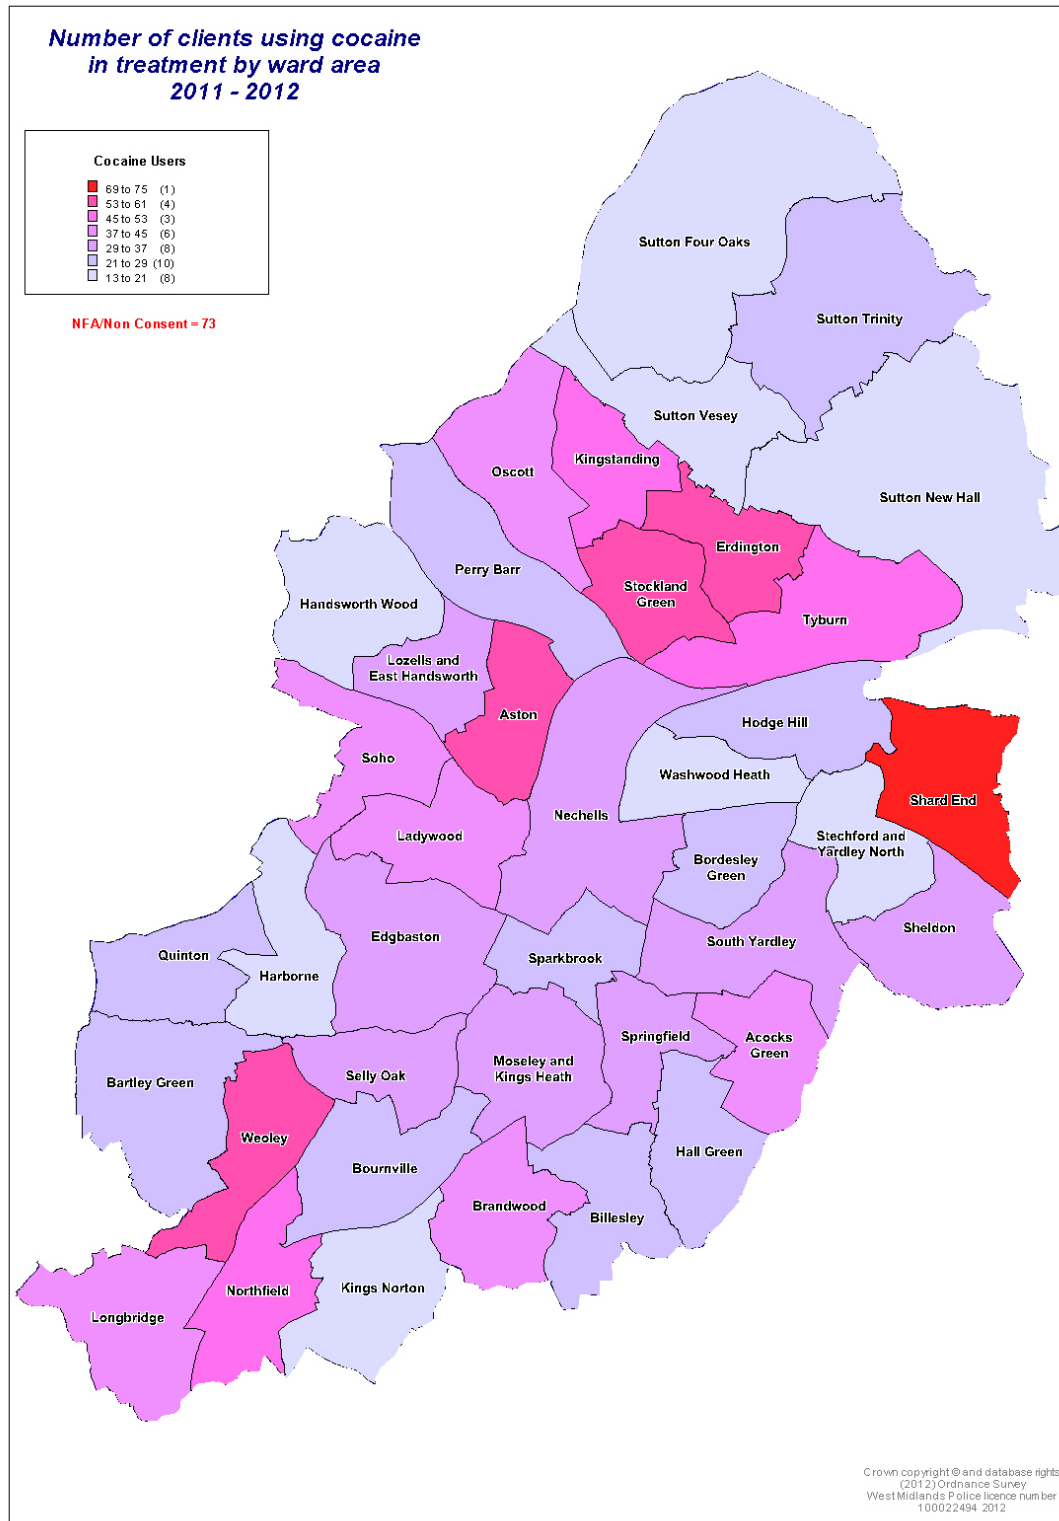 Number of clients using cocaine
in treatment by ward area
2011 - 2012
Cocaine Users
69 to 75 (1)
53 to 61 (4)
45 to 53 (3)
37 to 45 (6)
29 to 37 (8)
21 to 29 (10)
13 to 21 (8)
NFA/Non Consent = 73
Sutton Four Oaks
Sutton Trinity
Sutton Vesey
Kingstanding
Oscott
Sutton New Hall
Erdington
Perry Barr
Stockland
Green
Handsworth Wood
Tyburn
Lozells and
East Handsworth
Aston
Hodge Hill
Soho
Washwood Heath
Shard End
Nechells
Ladywood
Stechford and
Yardley North
Bordesley
Green
Sheldon
Edgbaston
South Yardley
Quinton
Sparkbrook
Harborne
Springfield
Acocks
Green
Moseley and
Kings Heath
Selly Oak
Bartley Green
Weoley
Hall Green
Bournville
Brandwood
Billesley
Kings Norton
Northfield
Longbridge
Crown copyright © and database rights
(2012) Ordnance Survey
West Midlands Police licence number
100022494 2012